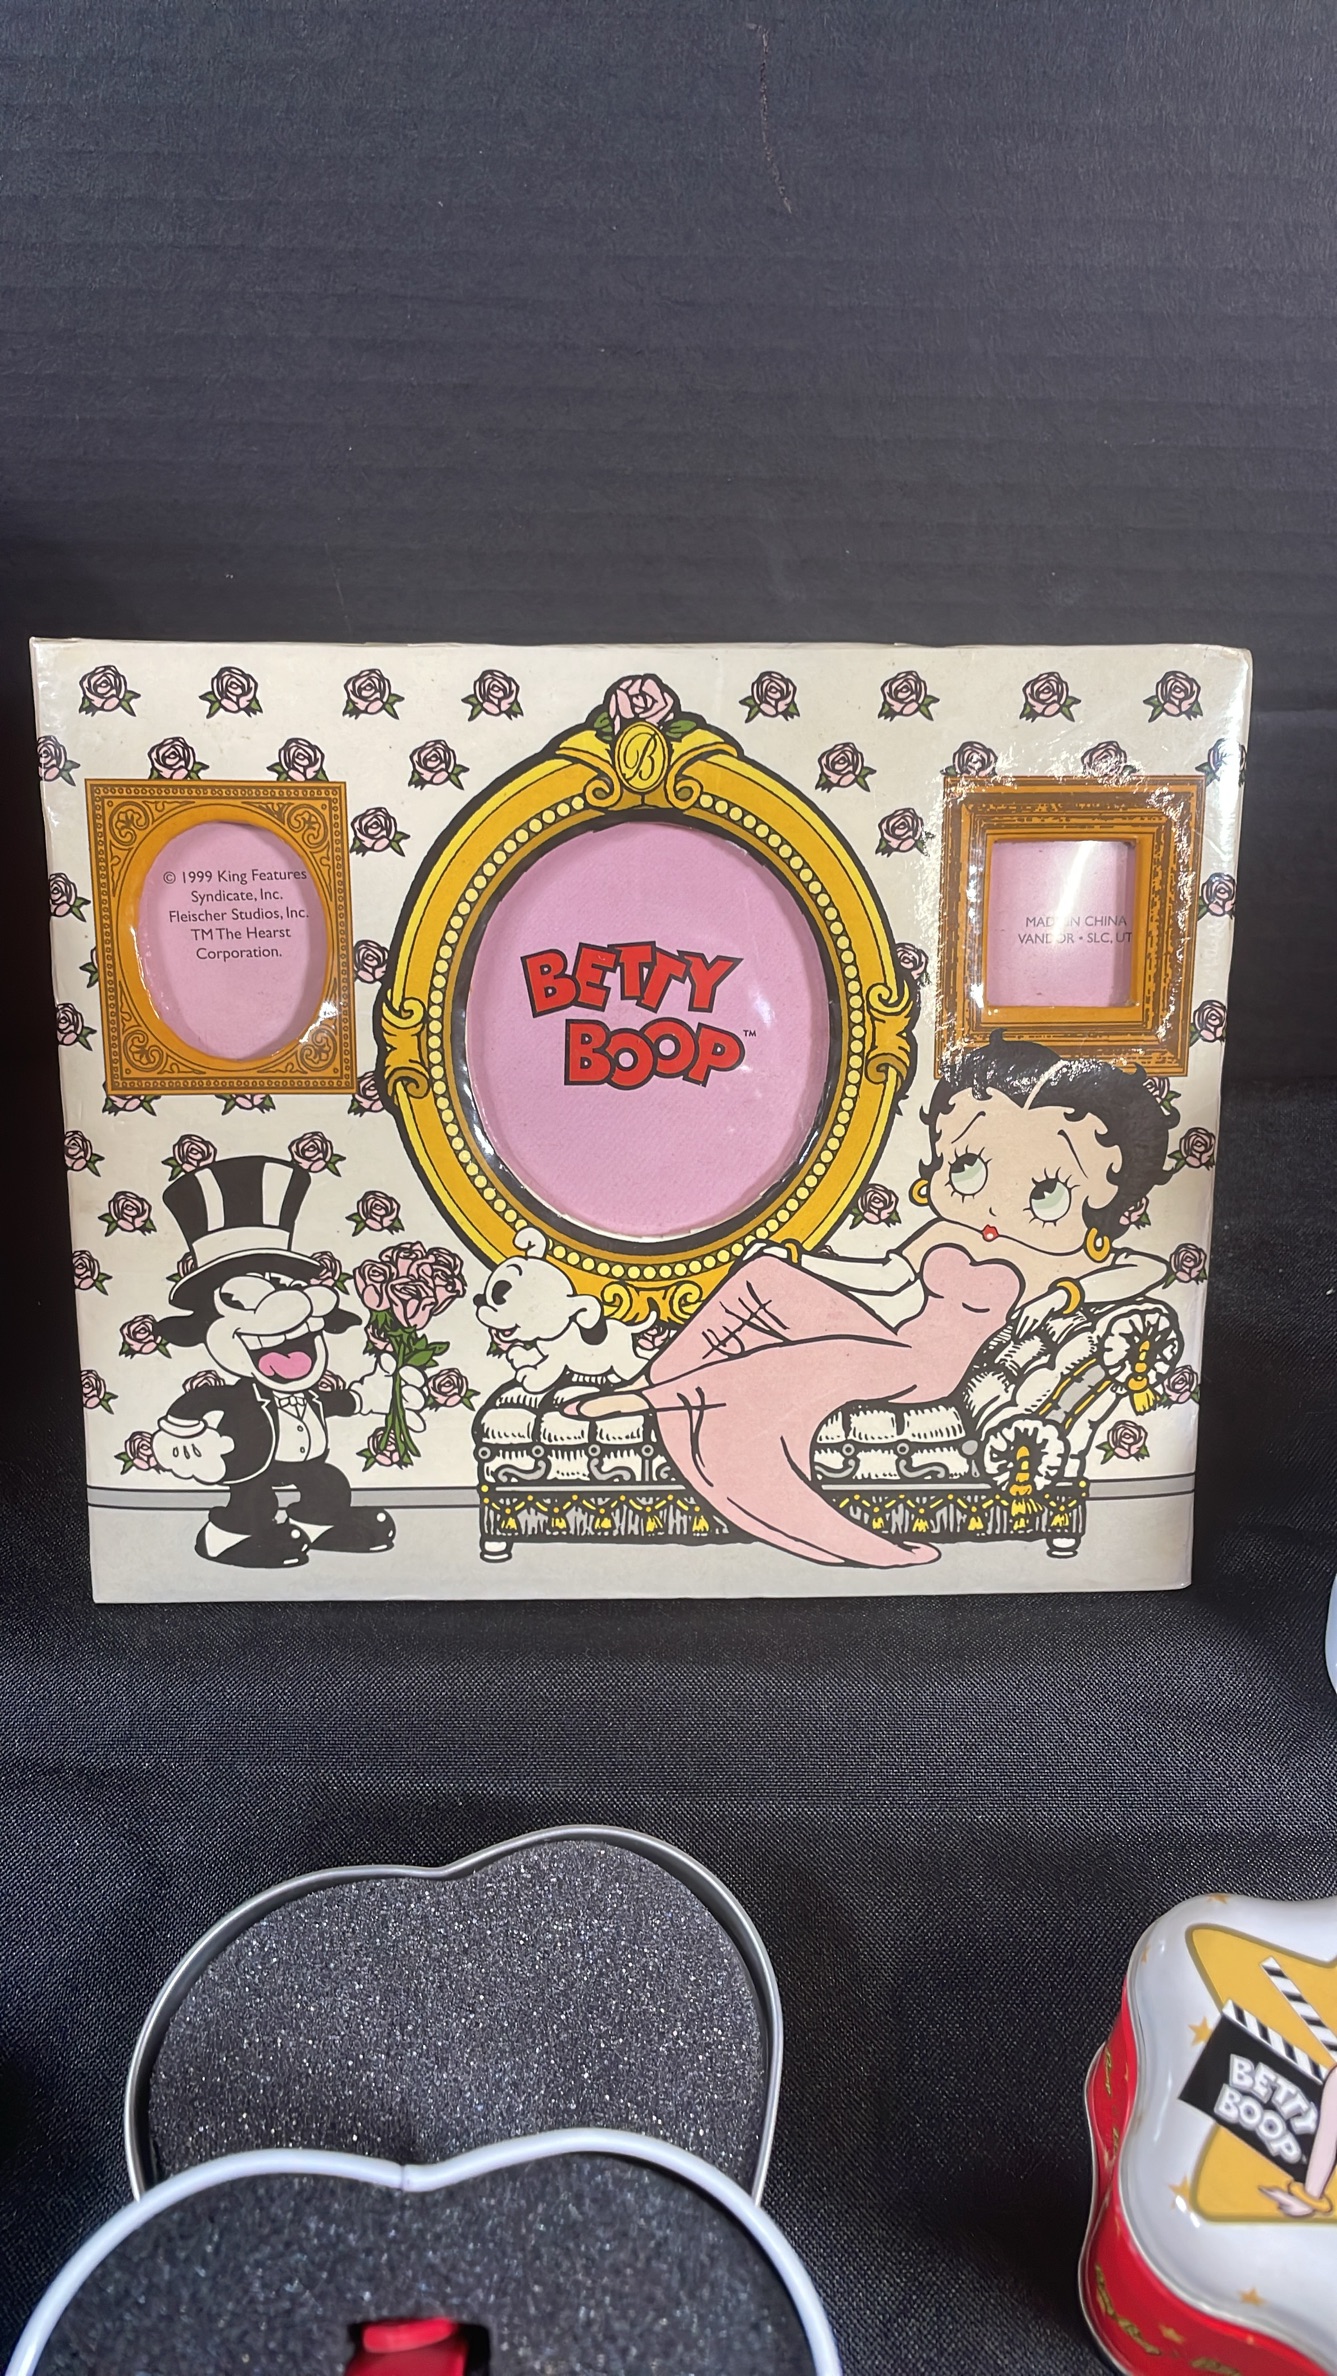 B
© 1999 King Features
Syndicate, Inc.
Fleischer Studios, Inc.
TM The Hearst
Corporation.
BETTY
BOOP™
MADE IN CHINA
VANDOR • SLC, UT
BETTY
BOOP